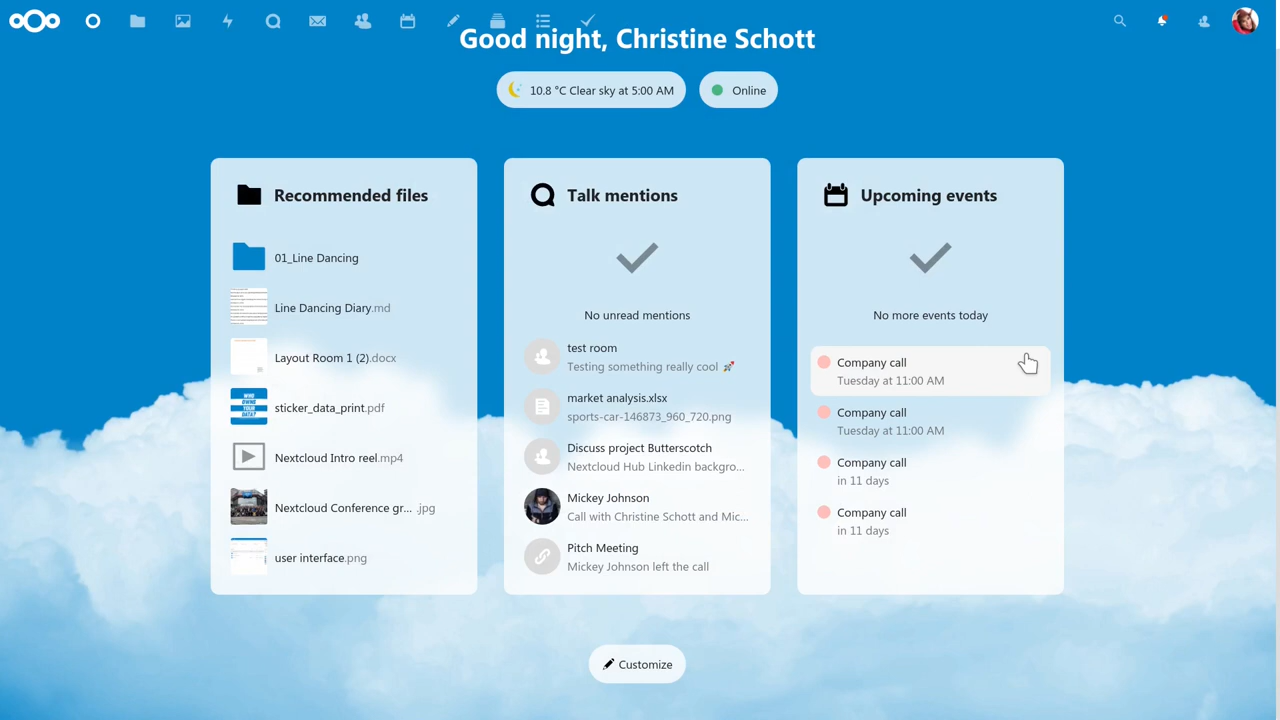 Good night, Christine Schott
10.8 °C Clear sky at 5:00 AM
Online
Recommended files
01_Line Dancing
Line Dancing Diary.md
Layout Room 1 (2).docx
WHO
OWNS
YOUR
DATA?
sticker_data_print.pdf
Nextcloud Intro reel.mp4
Nextcloud Conference gr... .jpg
user interface.png
Talk mentions
No unread mentions
test room
Testing something really cool 🚀
market analysis.xlsx
sports-car-146873_960_720.png
Discuss project Butterscotch
Nextcloud Hub Linkedin backgro...
Mickey Johnson
Call with Christine Schott and Mic...
Pitch Meeting
Mickey Johnson left the call
Upcoming events
No more events today
Company call
Tuesday at 11:00 AM
Company call
Tuesday at 11:00 AM
Company call
in 11 days
Company call
in 11 days
Customize